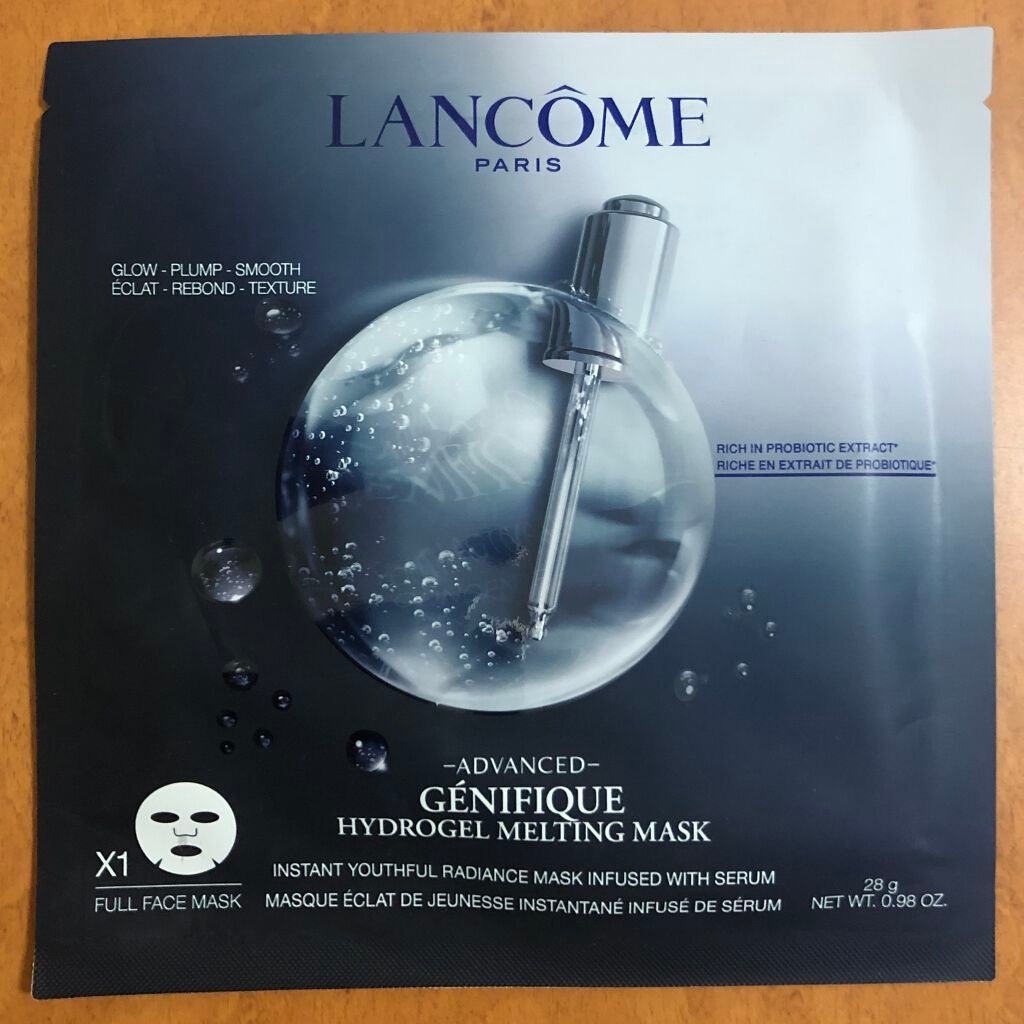 LANCÔME
PARIS
GLOW - PLUMP - SMOOTH
ÉCLAT - REBOND - TEXTURE
RICH IN PROBIOTIC EXTRACT*
RICHE EN EXTRAIT DE PROBIOTIQUE*
–ADVANCED–
GÉNIFIQUE
HYDROGEL MELTING MASK
X1
FULL FACE MASK
INSTANT YOUTHFUL RADIANCE MASK INFUSED WITH SERUM
MASQUE ÉCLAT DE JEUNESSE INSTANTANÉ INFUSÉ DE SÉRUM
28 g
NET WT. 0.98 OZ.